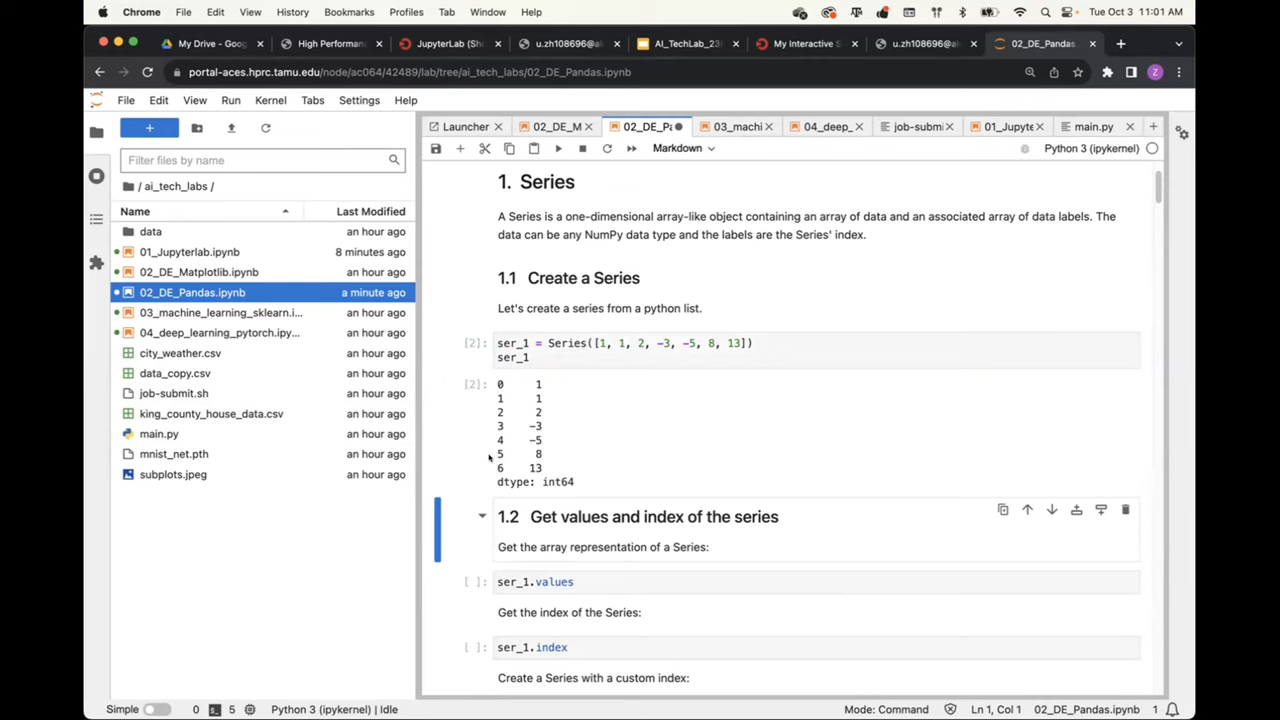 Chrome File Edit View History Bookmarks Profiles Tab Window Help Tue Oct 3 11:01 AM
My Drive - Goog High Performan JupyterLab (Sho u.zh108696@al AI_TechLab_23 My Interactive S u.zh108696@ac 02_DE_Pandas.
portal-aces.hprc.tamu.edu/node/ac064/42489/lab/tree/ai_tech_labs/02_DE_Pandas.ipynb Z
File Edit View Run Kernel Tabs Settings Help
Launcher 02_DE_M 02_DE_Pa 03_machi 04_deep_ job-submi 01_Jupyte main.py
Markdown Python 3 (ipykernel)
Filter files by name
/ ai_tech_labs /
Name Last Modified
data an hour ago
01_Jupyterlab.ipynb 8 minutes ago
02_DE_Matplotlib.ipynb an hour ago
02_DE_Pandas.ipynb a minute ago
03_machine_learning_sklearn.i... an hour ago
04_deep_learning_pytorch.ipy... an hour ago
city_weather.csv an hour ago
data_copy.csv an hour ago
job-submit.sh an hour ago
king_county_house_data.csv an hour ago
main.py an hour ago
mnist_net.pth an hour ago
subplots.jpeg an hour ago
1. Series
A Series is a one-dimensional array-like object containing an array of data and an associated array of data labels. The
data can be any NumPy data type and the labels are the Series' index.
1.1 Create a Series
Let's create a series from a python list.
[2]: ser_1 = Series([1, 1, 2, -3, -5, 8, 13])
ser_1
[2]: 0 1
1 1
2 2
3 -3
4 -5
5 8
6 13
dtype: int64
1.2 Get values and index of the series
Get the array representation of a Series:
[ ]: ser_1.values
Get the index of the Series:
[ ]: ser_1.index
Create a Series with a custom index:
Simple 0 5 Python 3 (ipykernel) | Idle Mode: Command Ln 1, Col 1 02_DE_Pandas.ipynb 1